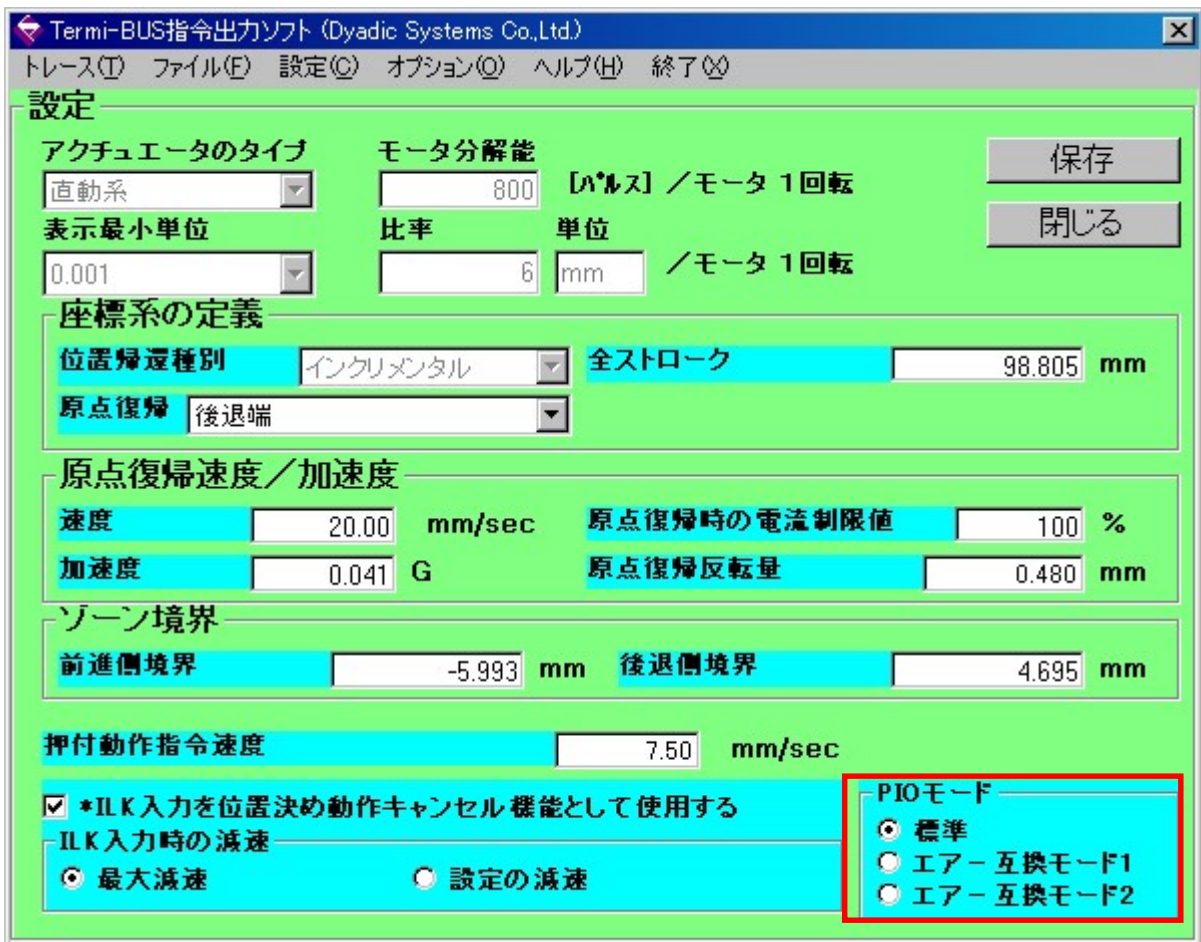 Termi-BUS指令出力ソフト (Dyadic Systems Co.,Ltd.)
トレース(T) ファイル(F) 設定(C) オプション(O) ヘルプ(H) 終了(X)
設定
アクチュエータのタイプ モータ分解能
直動系 800 [パルス] /モータ 1回転 保存
表示最小単位 比率 単位 閉じる
0.001 6 mm /モータ 1回転
座標系の定義
位置帰還種別 インクリメンタル 全ストローク 98.805 mm
原点復帰 後退端
原点復帰速度/加速度
速度 20.00 mm/sec 原点復帰時の電流制限値 100 %
加速度 0.041 G 原点復帰反転量 0.480 mm
ゾーン境界
前進側境界 -5.993 mm 後退側境界 4.695 mm
押付動作指令速度 7.50 mm/sec
*ILK入力を位置決め動作キャンセル機能として使用する
ILK入力時の減速
最大減速 設定の減速
PIOモード
標準
エアー互換モード1
エアー互換モード2